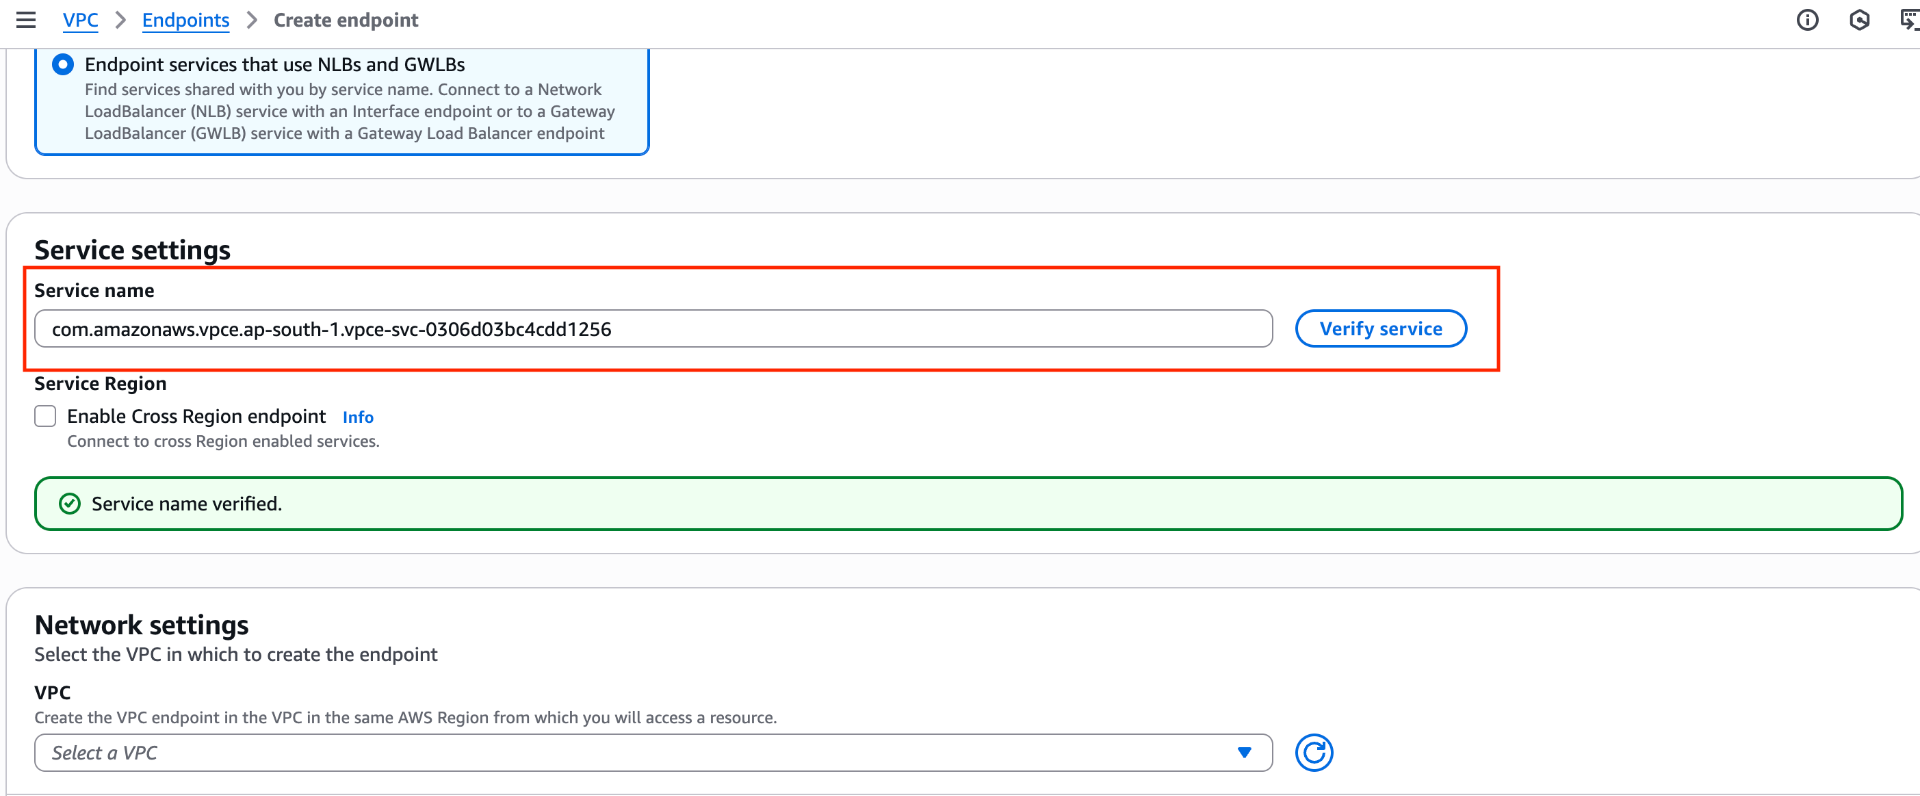 VPC > Endpoints > Create endpoint
Endpoint services that use NLBs and GWLBs
Find services shared with you by service name. Connect to a Network
LoadBalancer (NLB) service with an Interface endpoint or to a Gateway
LoadBalancer (GWLB) service with a Gateway Load Balancer endpoint
Service settings
Service name
com.amazonaws.vpce.ap-south-1.vpce-svc-0306d03bc4cdd1256
Verify service
Service Region
Enable Cross Region endpoint Info
Connect to cross Region enabled services.
Service name verified.
Network settings
Select the VPC in which to create the endpoint
VPC
Create the VPC endpoint in the VPC in the same AWS Region from which you will access a resource.
Select a VPC